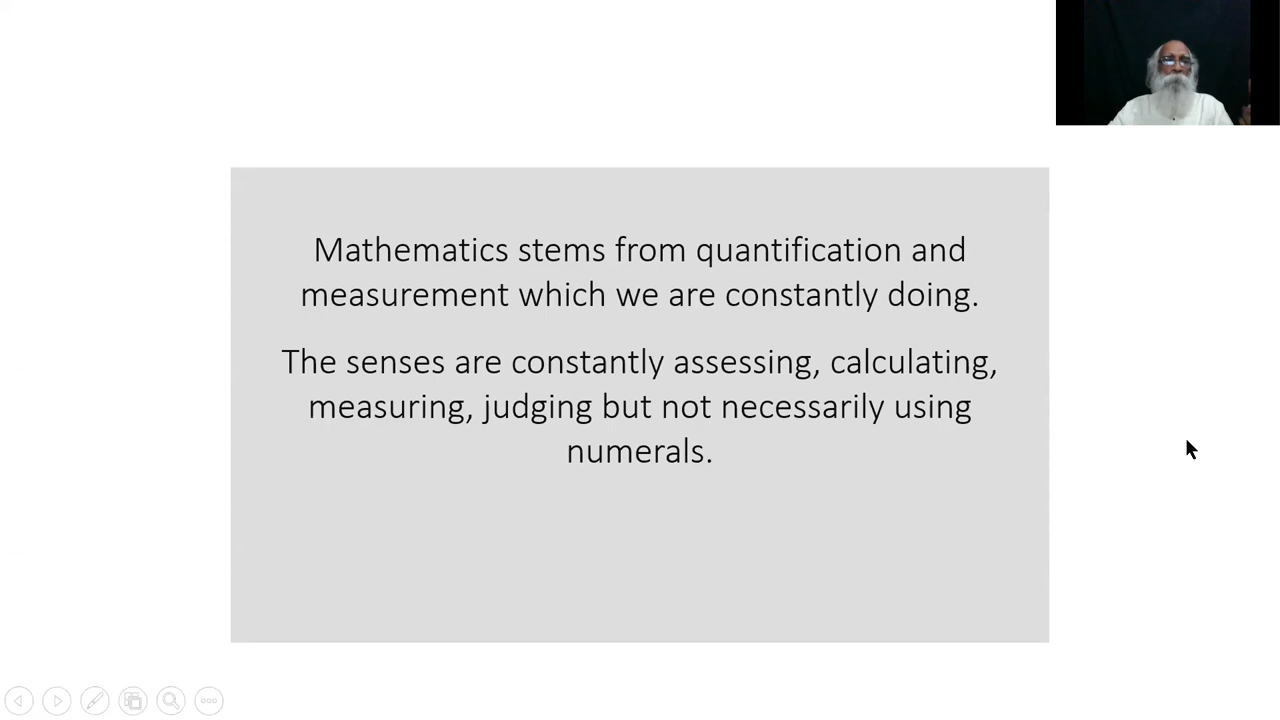 Mathematics stems from quantification and
measurement which we are constantly doing.
The senses are constantly assessing, calculating,
measuring, judging but not necessarily using
numerals.